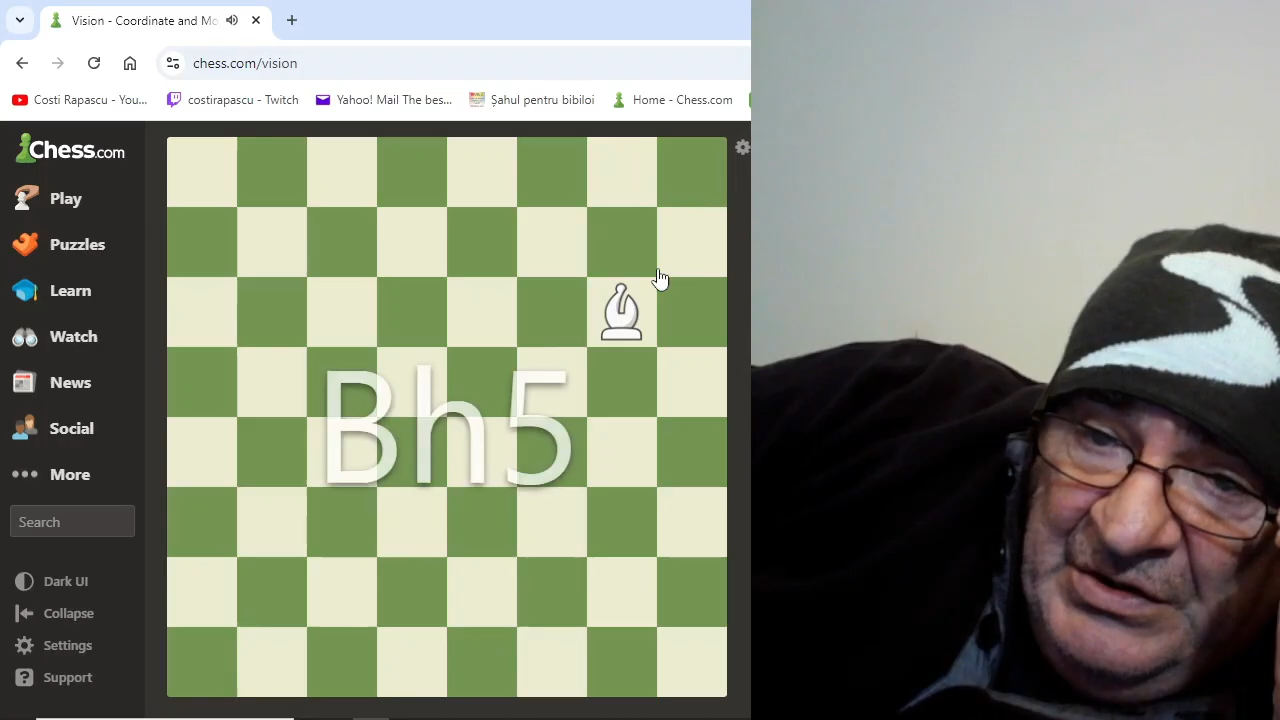 Vision - Coordinate and Mo
chess.com/vision
Costi Rapascu - You...
costirapascu - Twitch
Yahoo! Mail The bes...
Șahul pentru bibiloi
Home - Chess.com
Chess.com
Play
Puzzles
Learn
Watch
News
Social
More
Search
Dark UI
Collapse
Settings
Support
Bh5